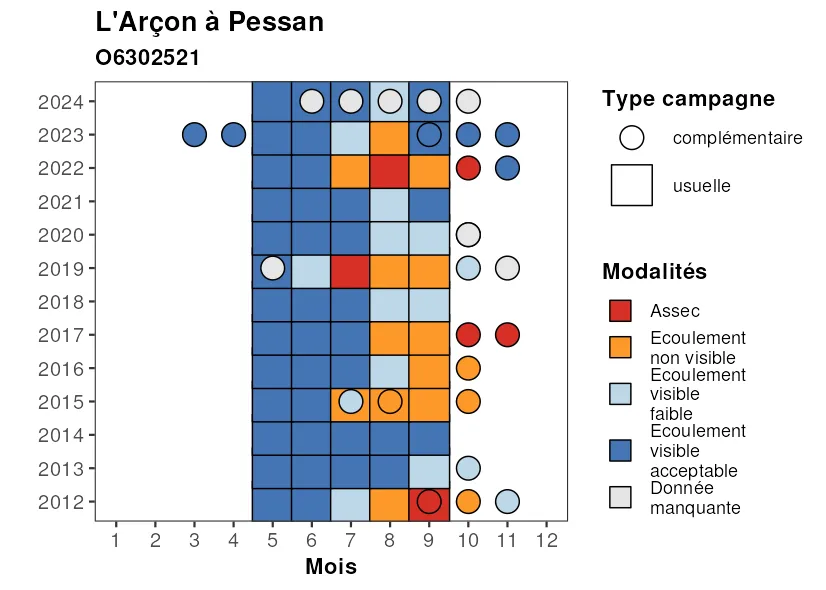 L'Arçon à Pessan
O6302521
2024
2023
2022
2021
2020
2019
2018
2017
2016
2015
2014
2013
2012
1 2 3 4 5 6 7 8 9 10 11 12
Mois
Type campagne
complémentaire
usuelle
Modalités
Assec
Ecoulement
non visible
Ecoulement
visible
faible
Ecoulement
visible
acceptable
Donnée
manquante